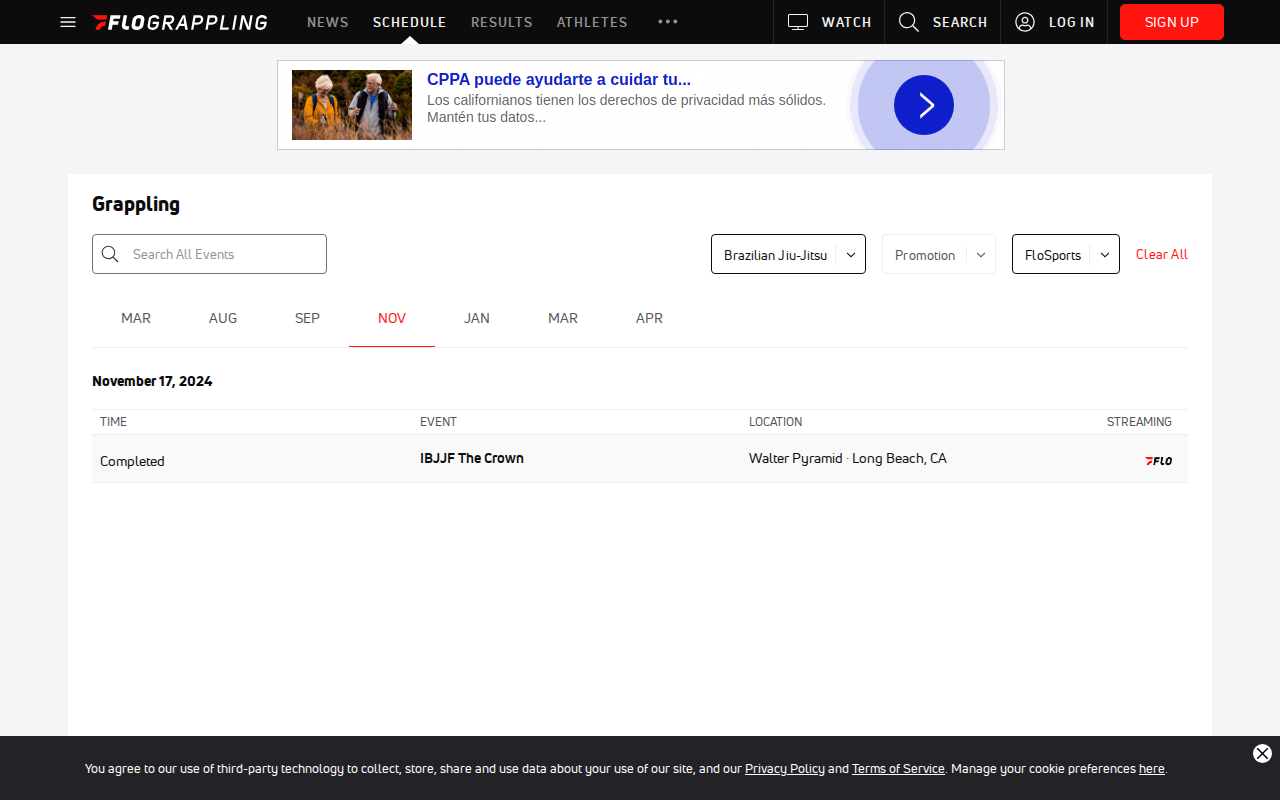 FLOGRAPPLING NEWS SCHEDULE RESULTS ATHLETES WATCH SEARCH LOG IN SIGN UP
CPPA puede ayudarte a cuidar tu...
Los californianos tienen los derechos de privacidad más sólidos.
Mantén tus datos...
Grappling
Search All Events Brazilian Jiu-Jitsu Promotion FloSports Clear All
MAR AUG SEP NOV JAN MAR APR
November 17, 2024
TIME EVENT LOCATION STREAMING
Completed IBJJF The Crown Walter Pyramid · Long Beach, CA FLO
You agree to our use of third-party technology to collect, store, share and use data about your use of our site, and our Privacy Policy and Terms of Service. Manage your cookie preferences here.